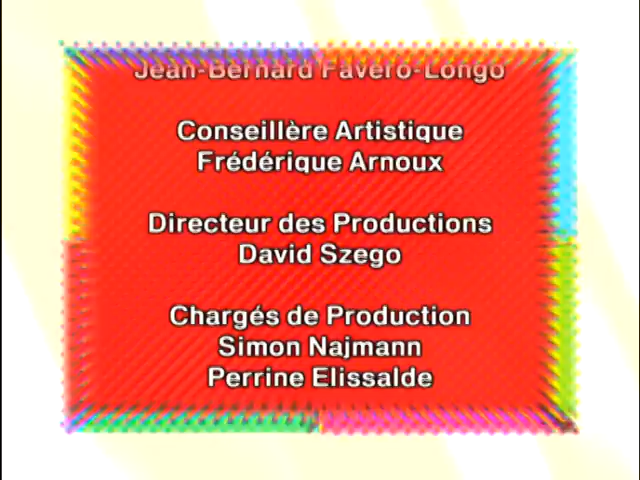 Jean-Bernard Favero-Longo
Conseillère Artistique
Frédérique Arnoux
Directeur des Productions
David Szego
Chargés de Production
Simon Najmann
Perrine Elissalde